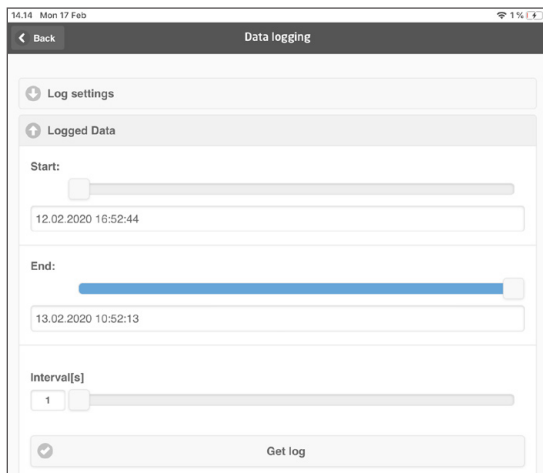 14.14 Mon 17 Feb 1%
Back Data logging
Log settings
Logged Data
Start:
12.02.2020 16:52:44
End:
13.02.2020 10:52:13
Interval[s]
1
Get log